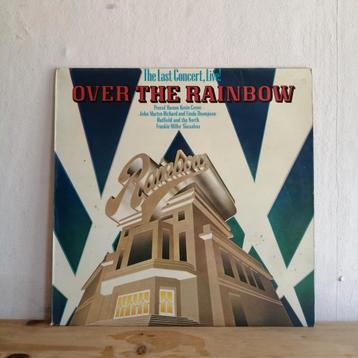 The Last Concert, Live!
OVER THE RAINBOW
Procol Harum Kevin Coyne
John Martyn Richard and Linda Thompson
Hatfield and the North
Frankie Miller Sassafras
Rainbow